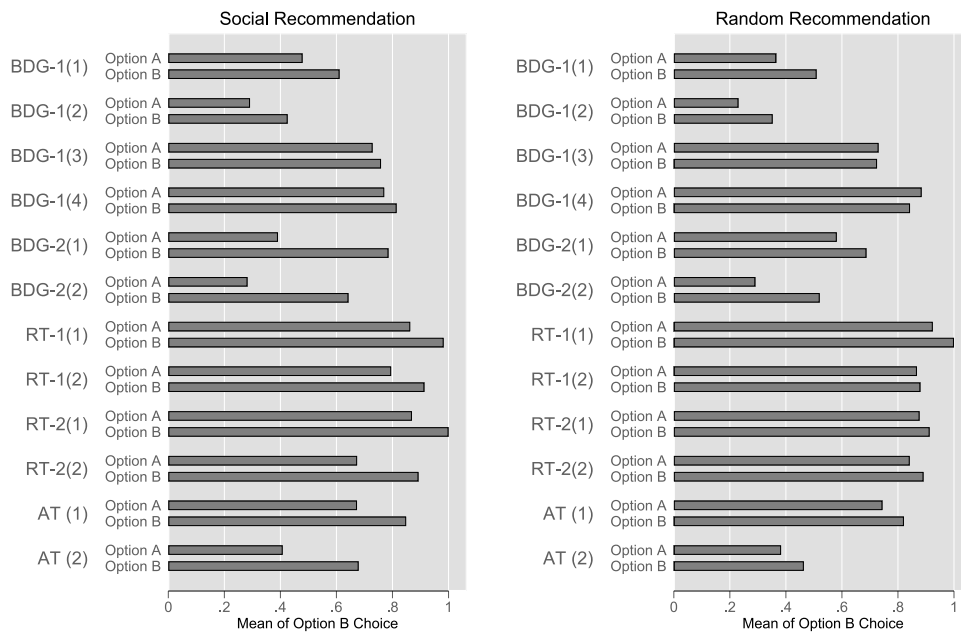 Social Recommendation
BDG-1(1)
Option A
Option B
BDG-1(2)
Option A
Option B
BDG-1(3)
Option A
Option B
BDG-1(4)
Option A
Option B
BDG-2(1)
Option A
Option B
BDG-2(2)
Option A
Option B
RT-1(1)
Option A
Option B
RT-1(2)
Option A
Option B
RT-2(1)
Option A
Option B
RT-2(2)
Option A
Option B
AT (1)
Option A
Option B
AT (2)
Option A
Option B
0 .2 .4 .6 .8 1
Mean of Option B Choice
Random Recommendation
BDG-1(1)
Option A
Option B
BDG-1(2)
Option A
Option B
BDG-1(3)
Option A
Option B
BDG-1(4)
Option A
Option B
BDG-2(1)
Option A
Option B
BDG-2(2)
Option A
Option B
RT-1(1)
Option A
Option B
RT-1(2)
Option A
Option B
RT-2(1)
Option A
Option B
RT-2(2)
Option A
Option B
AT (1)
Option A
Option B
AT (2)
Option A
Option B
0 .2 .4 .6 .8 1
Mean of Option B Choice